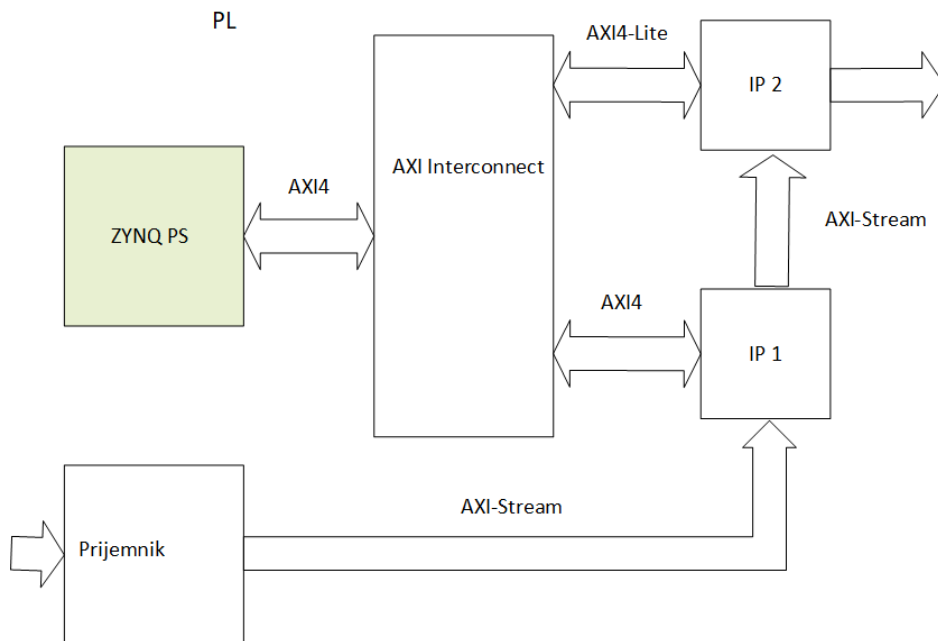 PL
AXI4-Lite
IP 2
AXI Interconnect
AXI4
ZYNQ PS
AXI-Stream
AXI4
IP 1
AXI-Stream
Prijemnik